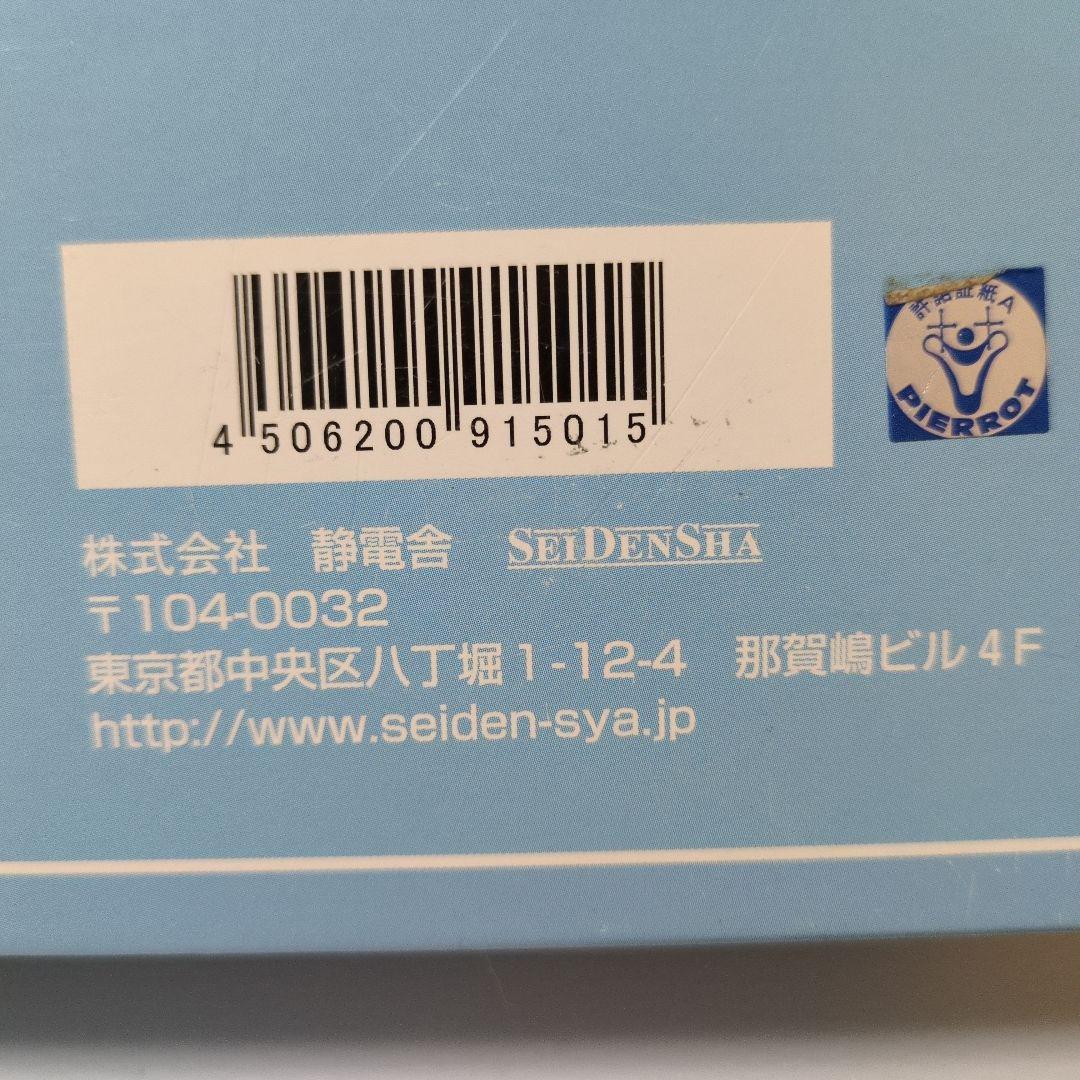 4 506200 915015
許諾証紙A
PIERROT
株式会社 静電舎 SEIDENSHA
〒104-0032
東京都中央区八丁堀1-12-4 那賀嶋ビル4F
http://www.seiden-sya.jp